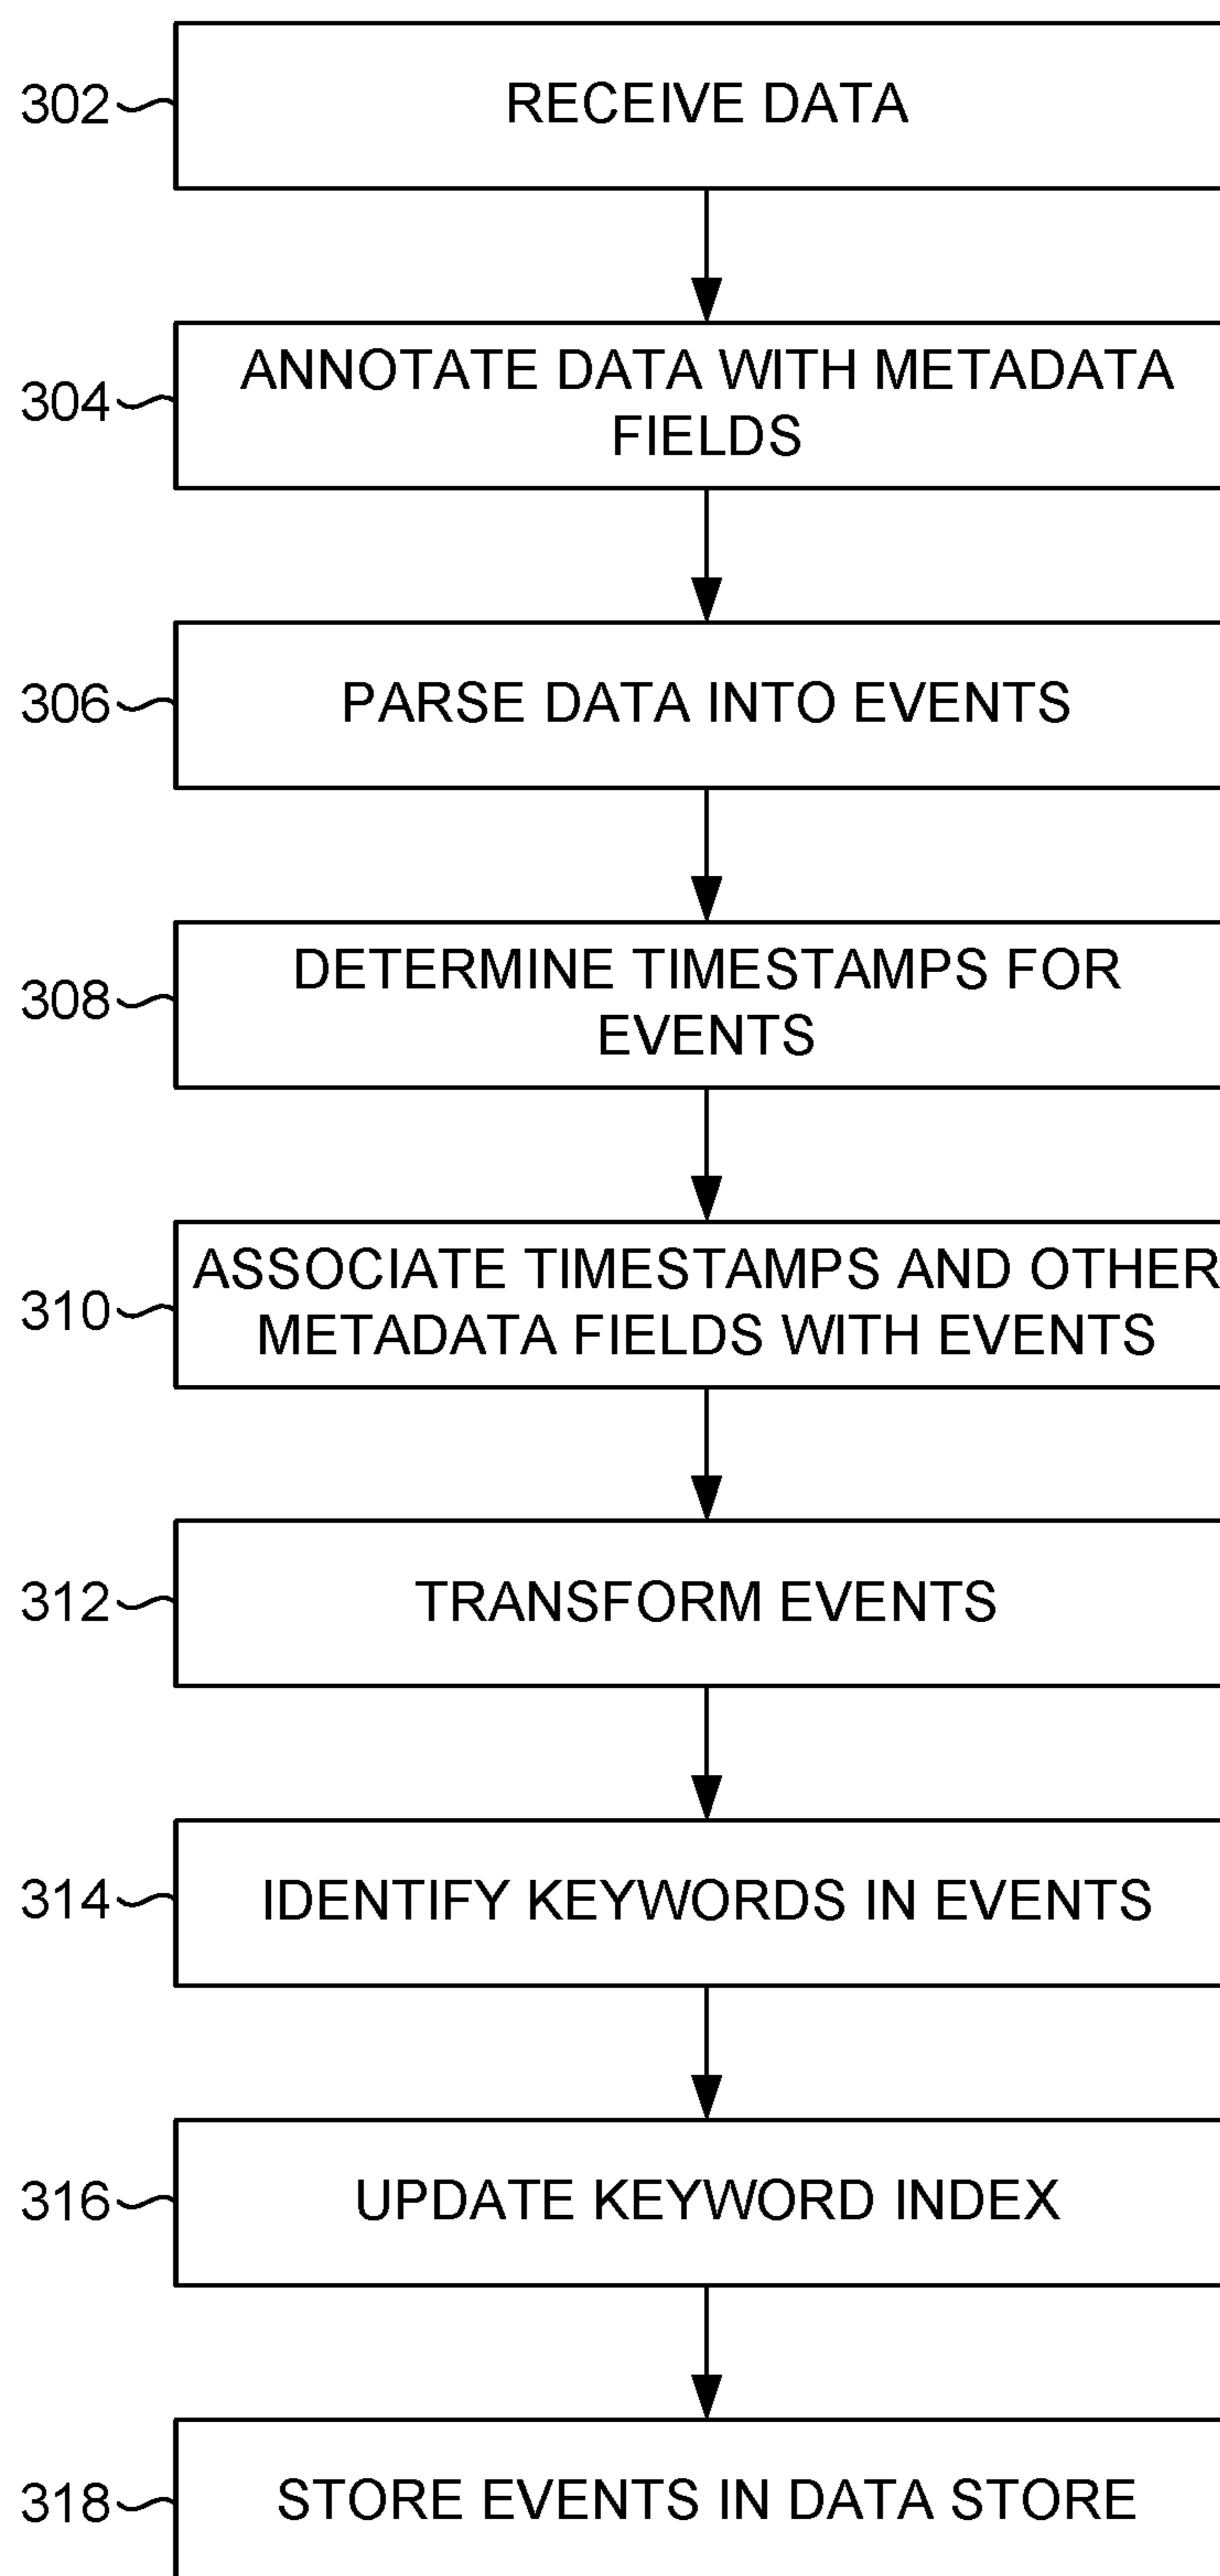 RECEIVE DATA
302
ANNOTATE DATA WITH METADATA
FIELDS
304
PARSE DATA INTO EVENTS
306
DETERMINE TIMESTAMPS FOR
EVENTS
308
ASSOCIATE TIMESTAMPS AND OTHER
METADATA FIELDS WITH EVENTS
310
TRANSFORM EVENTS
312
IDENTIFY KEYWORDS IN EVENTS
314
UPDATE KEYWORD INDEX
316
STORE EVENTS IN DATA STORE
318